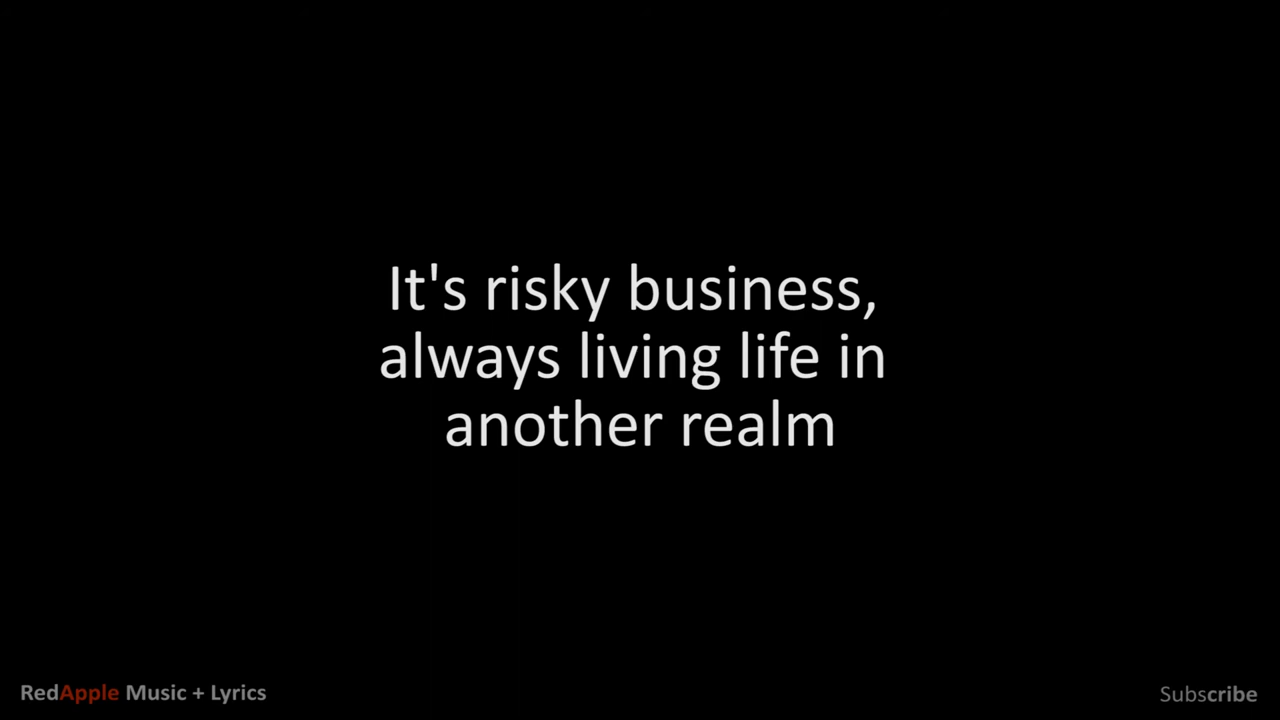 It's risky business,
always living life in
another realm
RedApple Music + Lyrics
Subscribe